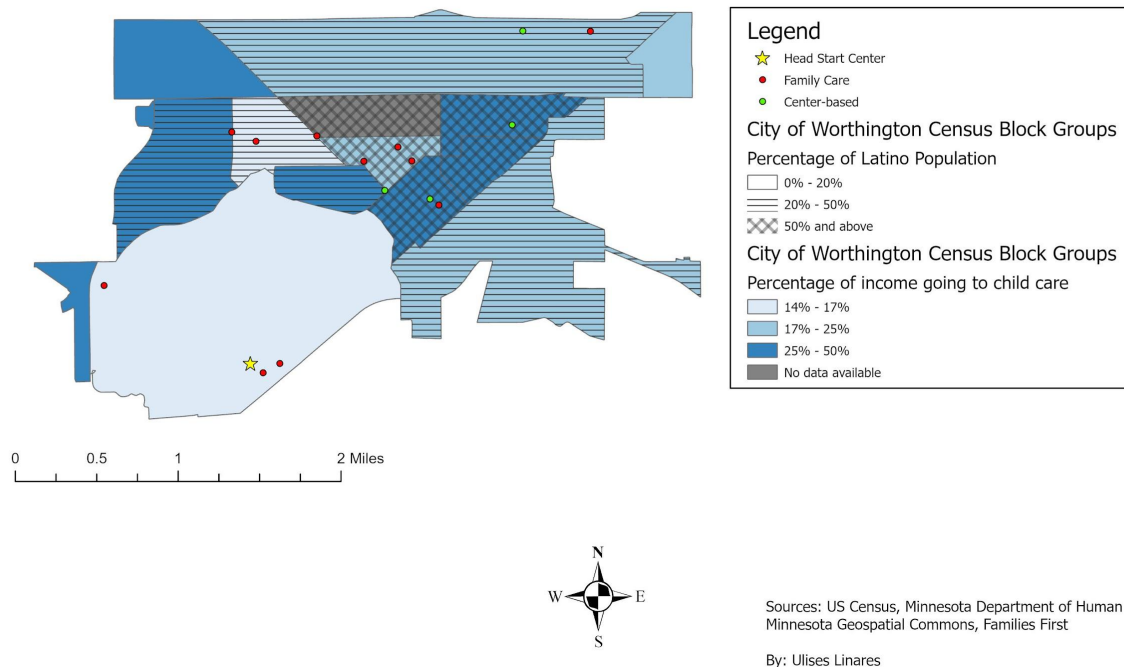 Legend
Head Start Center
Family Care
Center-based
City of Worthington Census Block Groups
Percentage of Latino Population
0% - 20%
20% - 50%
50% and above
City of Worthington Census Block Groups
Percentage of income going to child care
14% - 17%
17% - 25%
25% - 50%
No data available
0 0.5 1 2 Miles
N
W E
S
Sources: US Census, Minnesota Department of Human
Minnesota Geospatial Commons, Families First
By: Ulises Linares